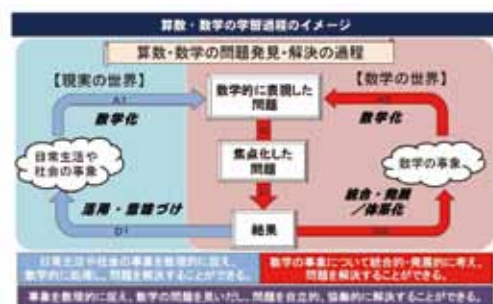 算数・数学の学習過程のイメージ
算数・数学の問題発見・解決の過程
【現実の世界】
【数学の世界】
A1
数学化
数学的に表現した
問題
数学化
日常生活や
社会の事象
焦点化した
問題
数学の事象
活用・意味づけ
D1
結果
統合・発展
/体系化
日常生活や社会の事象を数理的に捉え、
数学的に処理し、問題を解決することができる。
数学の事象について統合的・発展的に考え、
問題を解決することができる。
事象を数理的に捉え、数学の問題を見いだし、問題を自立的、協働的に解決することができる。